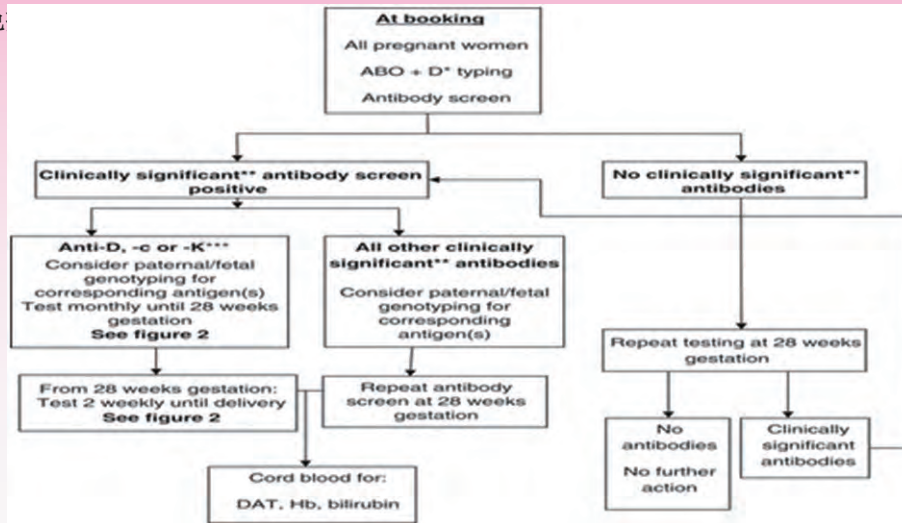 At booking
All pregnant women
ABO + D* typing
Antibody screen
Clinically significant** antibody screen
positive
No clinically significant**
antibodies
Anti-D, -c or -K***
Consider paternal/fetal
genotyping for
corresponding antigen(s)
Test monthly until 28 weeks
gestation
See figure 2
All other clinically
significant** antibodies
Consider paternal/fetal
genotyping for
corresponding
antigen(s)
Repeat testing at 28 weeks
gestation
From 28 weeks gestation:
Test 2 weekly until delivery
See figure 2
Repeat antibody
screen at 28 weeks
gestation
No
antibodies
No further
action
Clinically
significant
antibodies
Cord blood for:
DAT, Hb, bilirubin